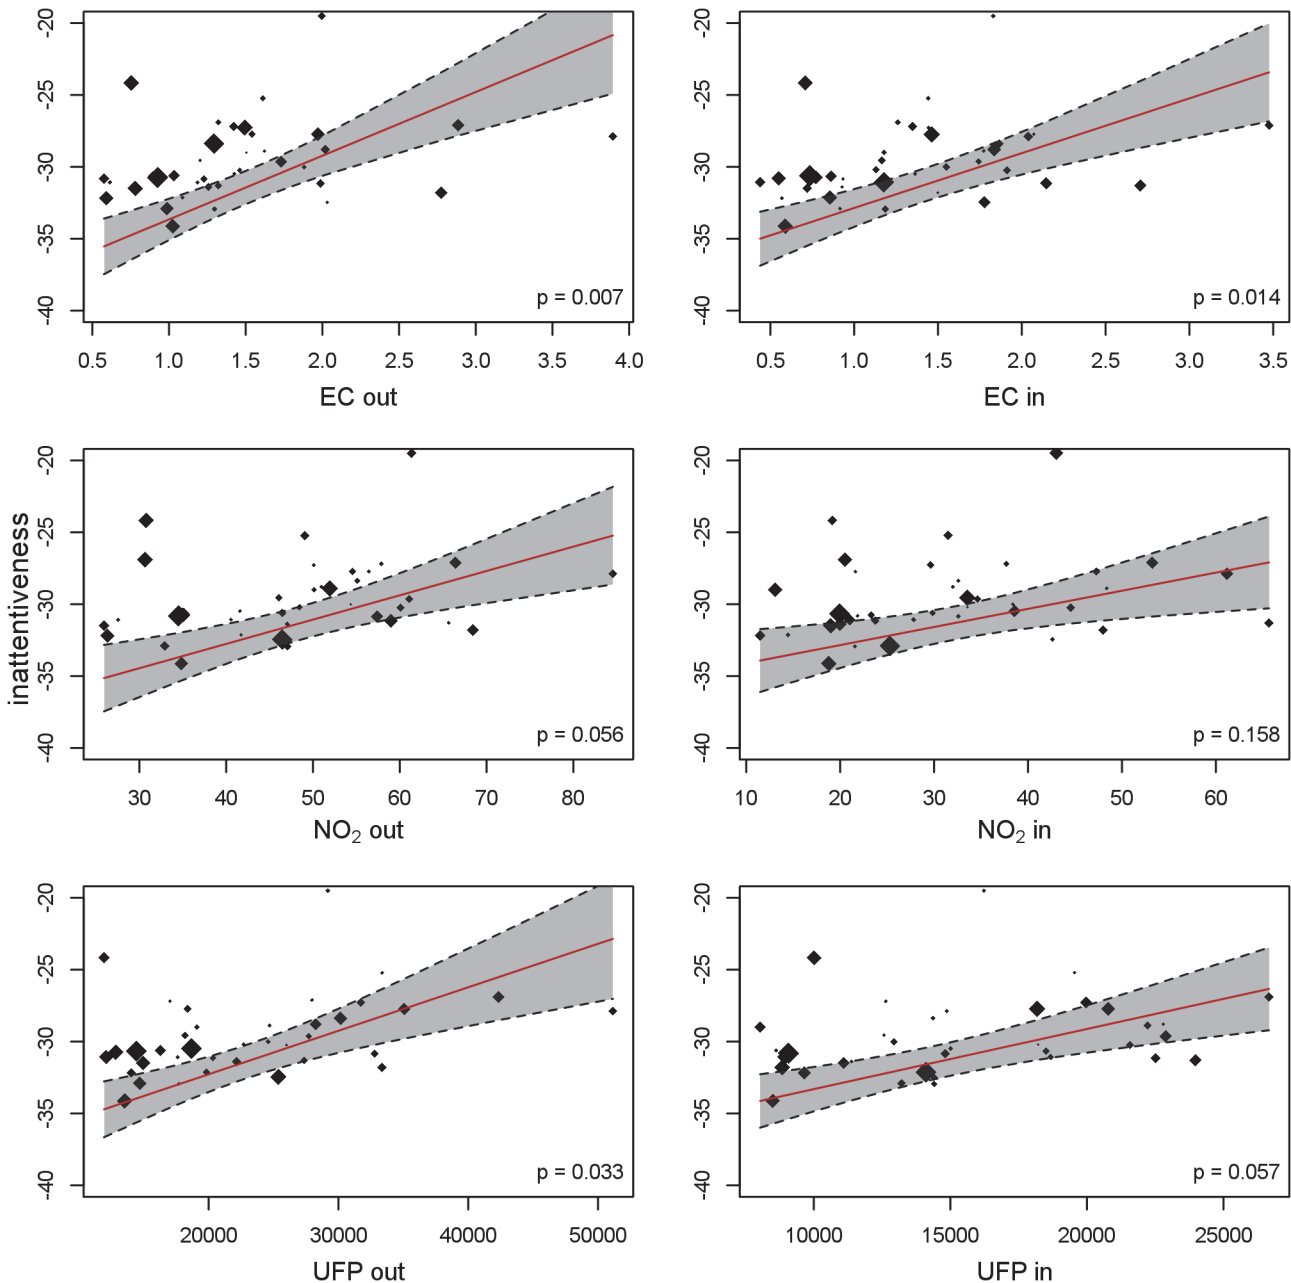 -20 -25 -30 -35 -40
p = 0.007
0.5 1.0 1.5 2.0 2.5 3.0 3.5 4.0
EC out
-20 -25 -30 -35 -40
p = 0.014
0.5 1.0 1.5 2.0 2.5 3.0 3.5
EC in
inattentiveness
-20 -25 -30 -35 -40
p = 0.056
30 40 50 60 70 80
NO₂ out
-20 -25 -30 -35 -40
p = 0.158
10 20 30 40 50 60
NO₂ in
-20 -25 -30 -35 -40
p = 0.033
20000 30000 40000 50000
UFP out
-20 -25 -30 -35 -40
p = 0.057
10000 15000 20000 25000
UFP in